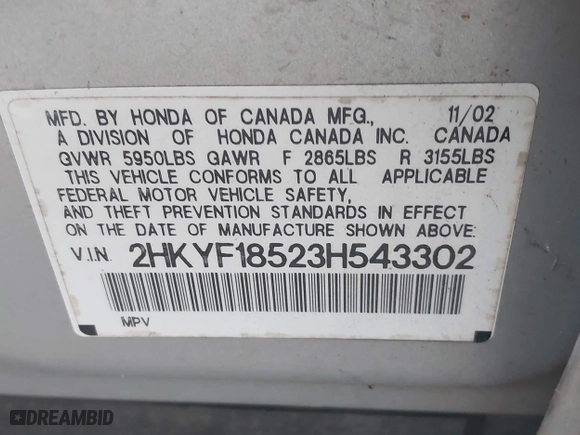 MFD. BY HONDA OF CANADA MFG., 11/02
A DIVISION OF HONDA CANADA INC. CANADA
GVWR 5950LBS GAWR F 2865LBS R 3155LBS
THIS VEHICLE CONFORMS TO ALL APPLICABLE
FEDERAL MOTOR VEHICLE SAFETY,
AND THEFT PREVENTION STANDARDS IN EFFECT
ON THE DATE OF MANUFACTURE SHOWN ABOVE:
V.I.N. 2HKYF18523H543302
MPV
DREAMBID